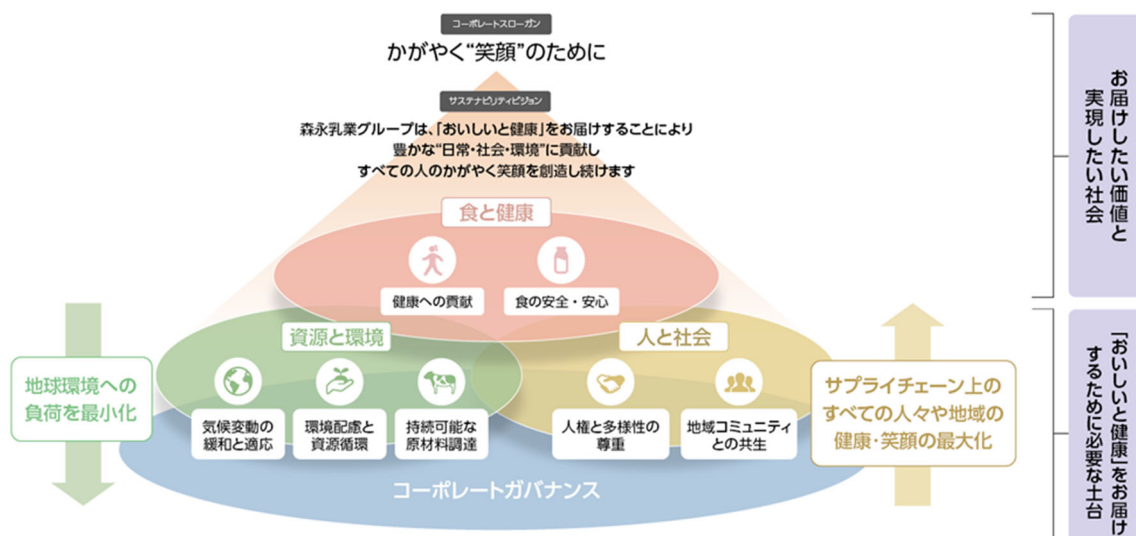 コーポレートスローガン
かがやく“笑顔”のために
サステナビリティビジョン
森永乳業グループは、「おいしいと健康」をお届けすることにより
豊かな“日常・社会・環境”に貢献し
すべての人のかがやく笑顔を創造し続けます
食と健康
健康への貢献
食の安全・安心
資源と環境
気候変動の
緩和と適応
環境配慮と
資源循環
持続可能な
原材料調達
人と社会
人権と多様性の
尊重
地域コミュニティ
との共生
コーポレートガバナンス
地球環境への
負荷を最小化
サプライチェーン上の
すべての人々や地域の
健康・笑顔の最大化
お届けしたい価値と
実現したい社会
「おいしいと健康」をお届け
するために必要な土台